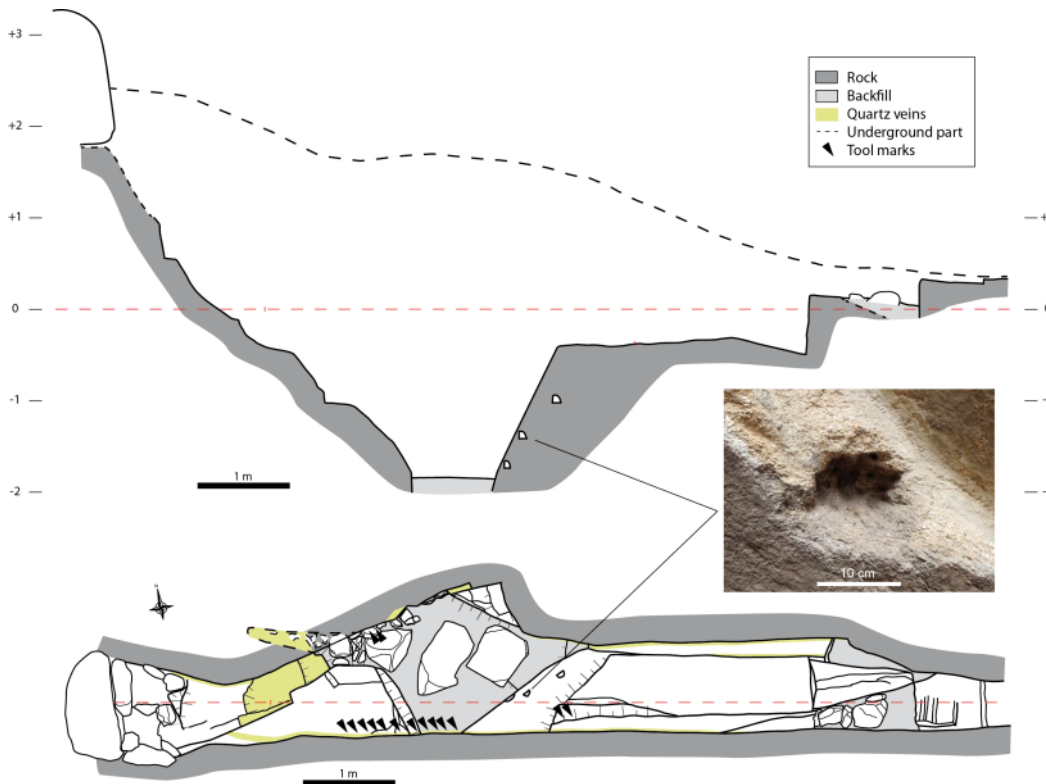 +3
+2
+1
0
-1
-2
Rock
Backfill
Quartz veins
Underground part
Tool marks
1 m
10 cm
1 m